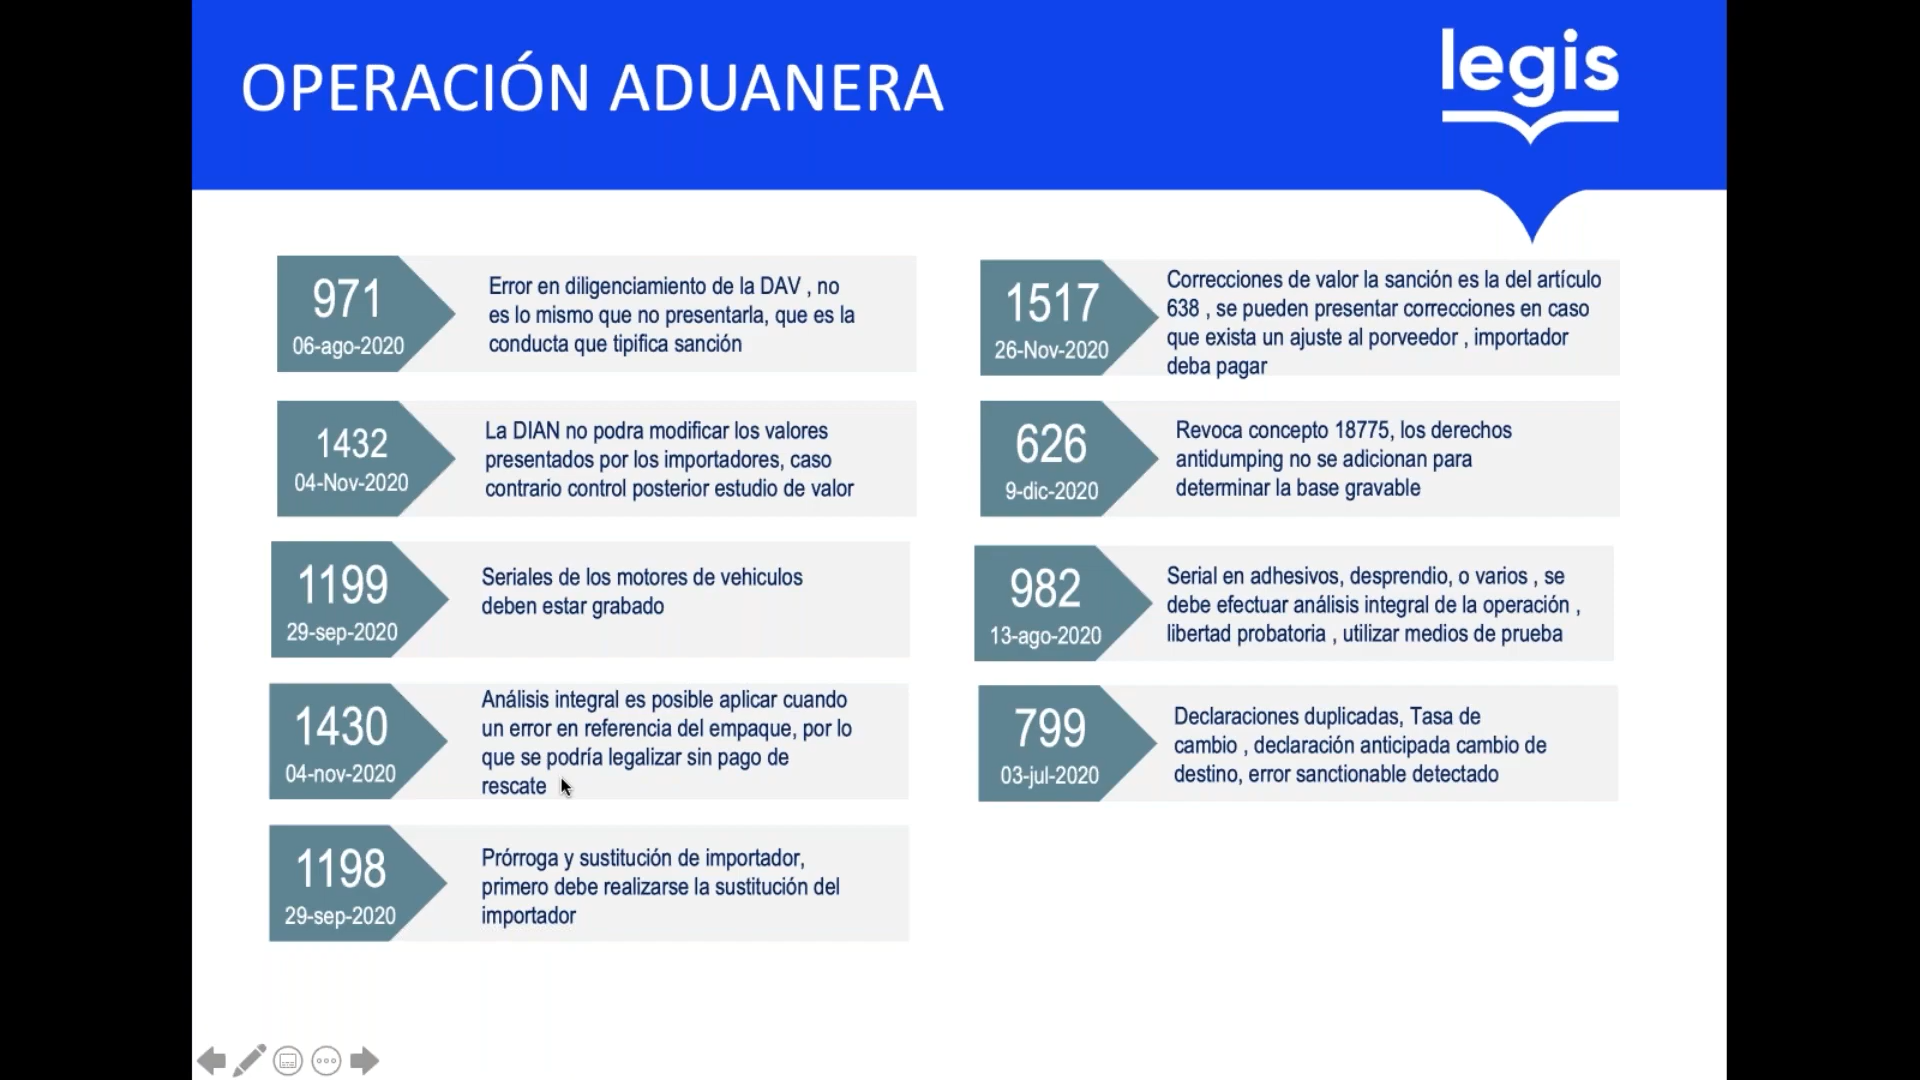 OPERACIÓN ADUANERA
legis
971
06-ago-2020
Error en diligenciamiento de la DAV , no
es lo mismo que no presentarla, que es la
conducta que tipifica sanción
1432
04-Nov-2020
La DIAN no podra modificar los valores
presentados por los importadores, caso
contrario control posterior estudio de valor
1199
29-sep-2020
Seriales de los motores de vehiculos
deben estar grabado
1430
04-nov-2020
Análisis integral es posible aplicar cuando
un error en referencia del empaque, por lo
que se podría legalizar sin pago de
rescate
1198
29-sep-2020
Prórroga y sustitución de importador,
primero debe realizarse la sustitución del
importador
1517
26-Nov-2020
Correcciones de valor la sanción es la del artículo
638 , se pueden presentar correcciones en caso
que exista un ajuste al porveedor , importador
deba pagar
626
9-dic-2020
Revoca concepto 18775, los derechos
antidumping no se adicionan para
determinar la base gravable
982
13-ago-2020
Serial en adhesivos, desprendio, o varios , se
debe efectuar análisis integral de la operación ,
libertad probatoria , utilizar medios de prueba
799
03-jul-2020
Declaraciones duplicadas, Tasa de
cambio , declaración anticipada cambio de
destino, error sanctionable detectado